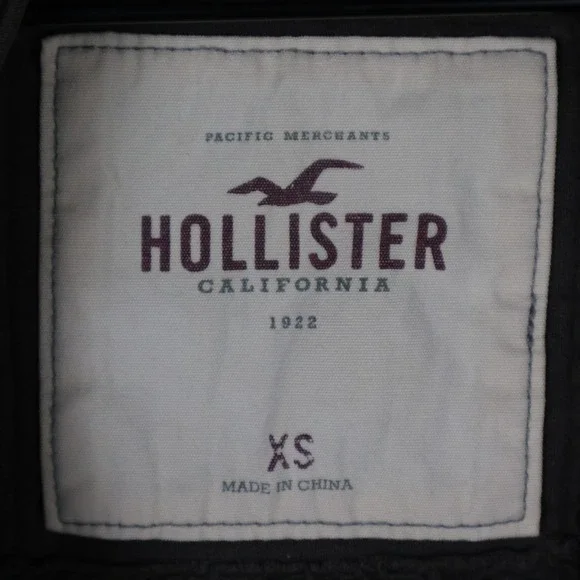 PACIFIC MERCHANTS
HOLLISTER
CALIFORNIA
1922
XS
MADE IN CHINA